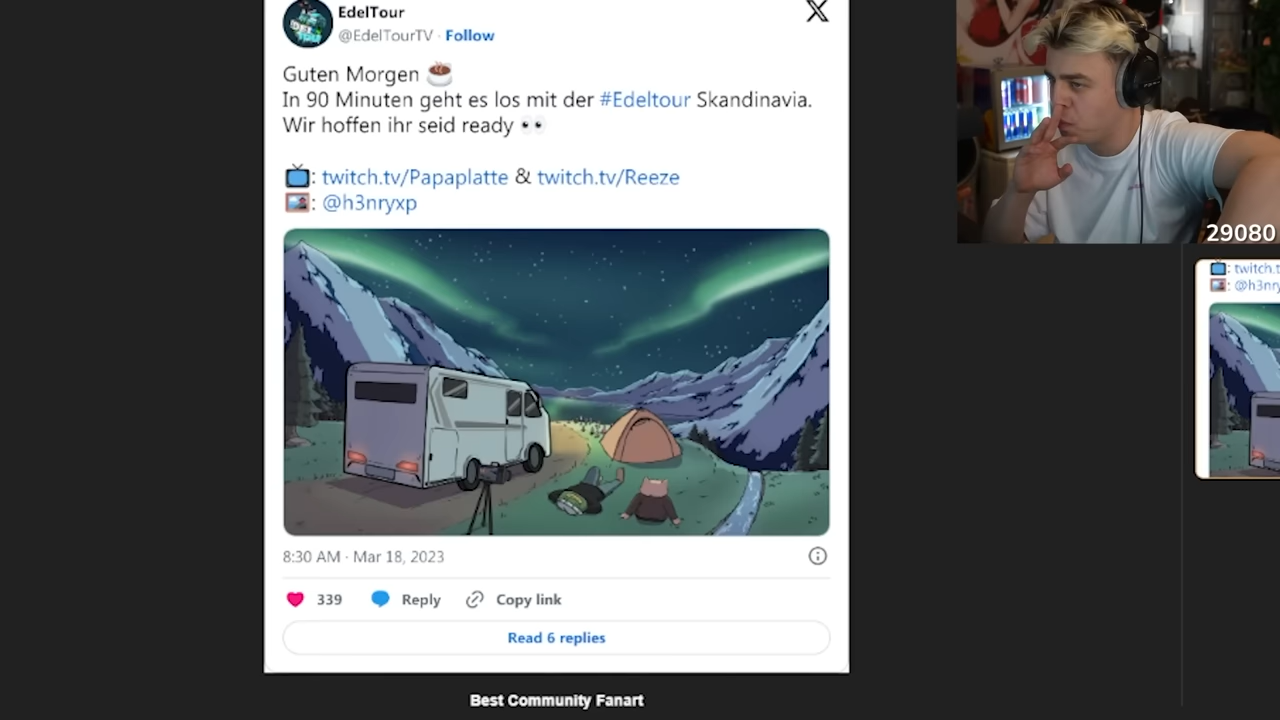 EdelTour
@EdelTourTV · Follow
Guten Morgen ☕
In 90 Minuten geht es los mit der #Edeltour Skandinavia.
Wir hoffen ihr seid ready 👀
📺: twitch.tv/Papaplatte & twitch.tv/Reeze
🖼️: @h3nryxp
8:30 AM · Mar 18, 2023
339 Reply Copy link
Read 6 replies
Best Community Fanart
29080
: twitch.t
: @h3nry